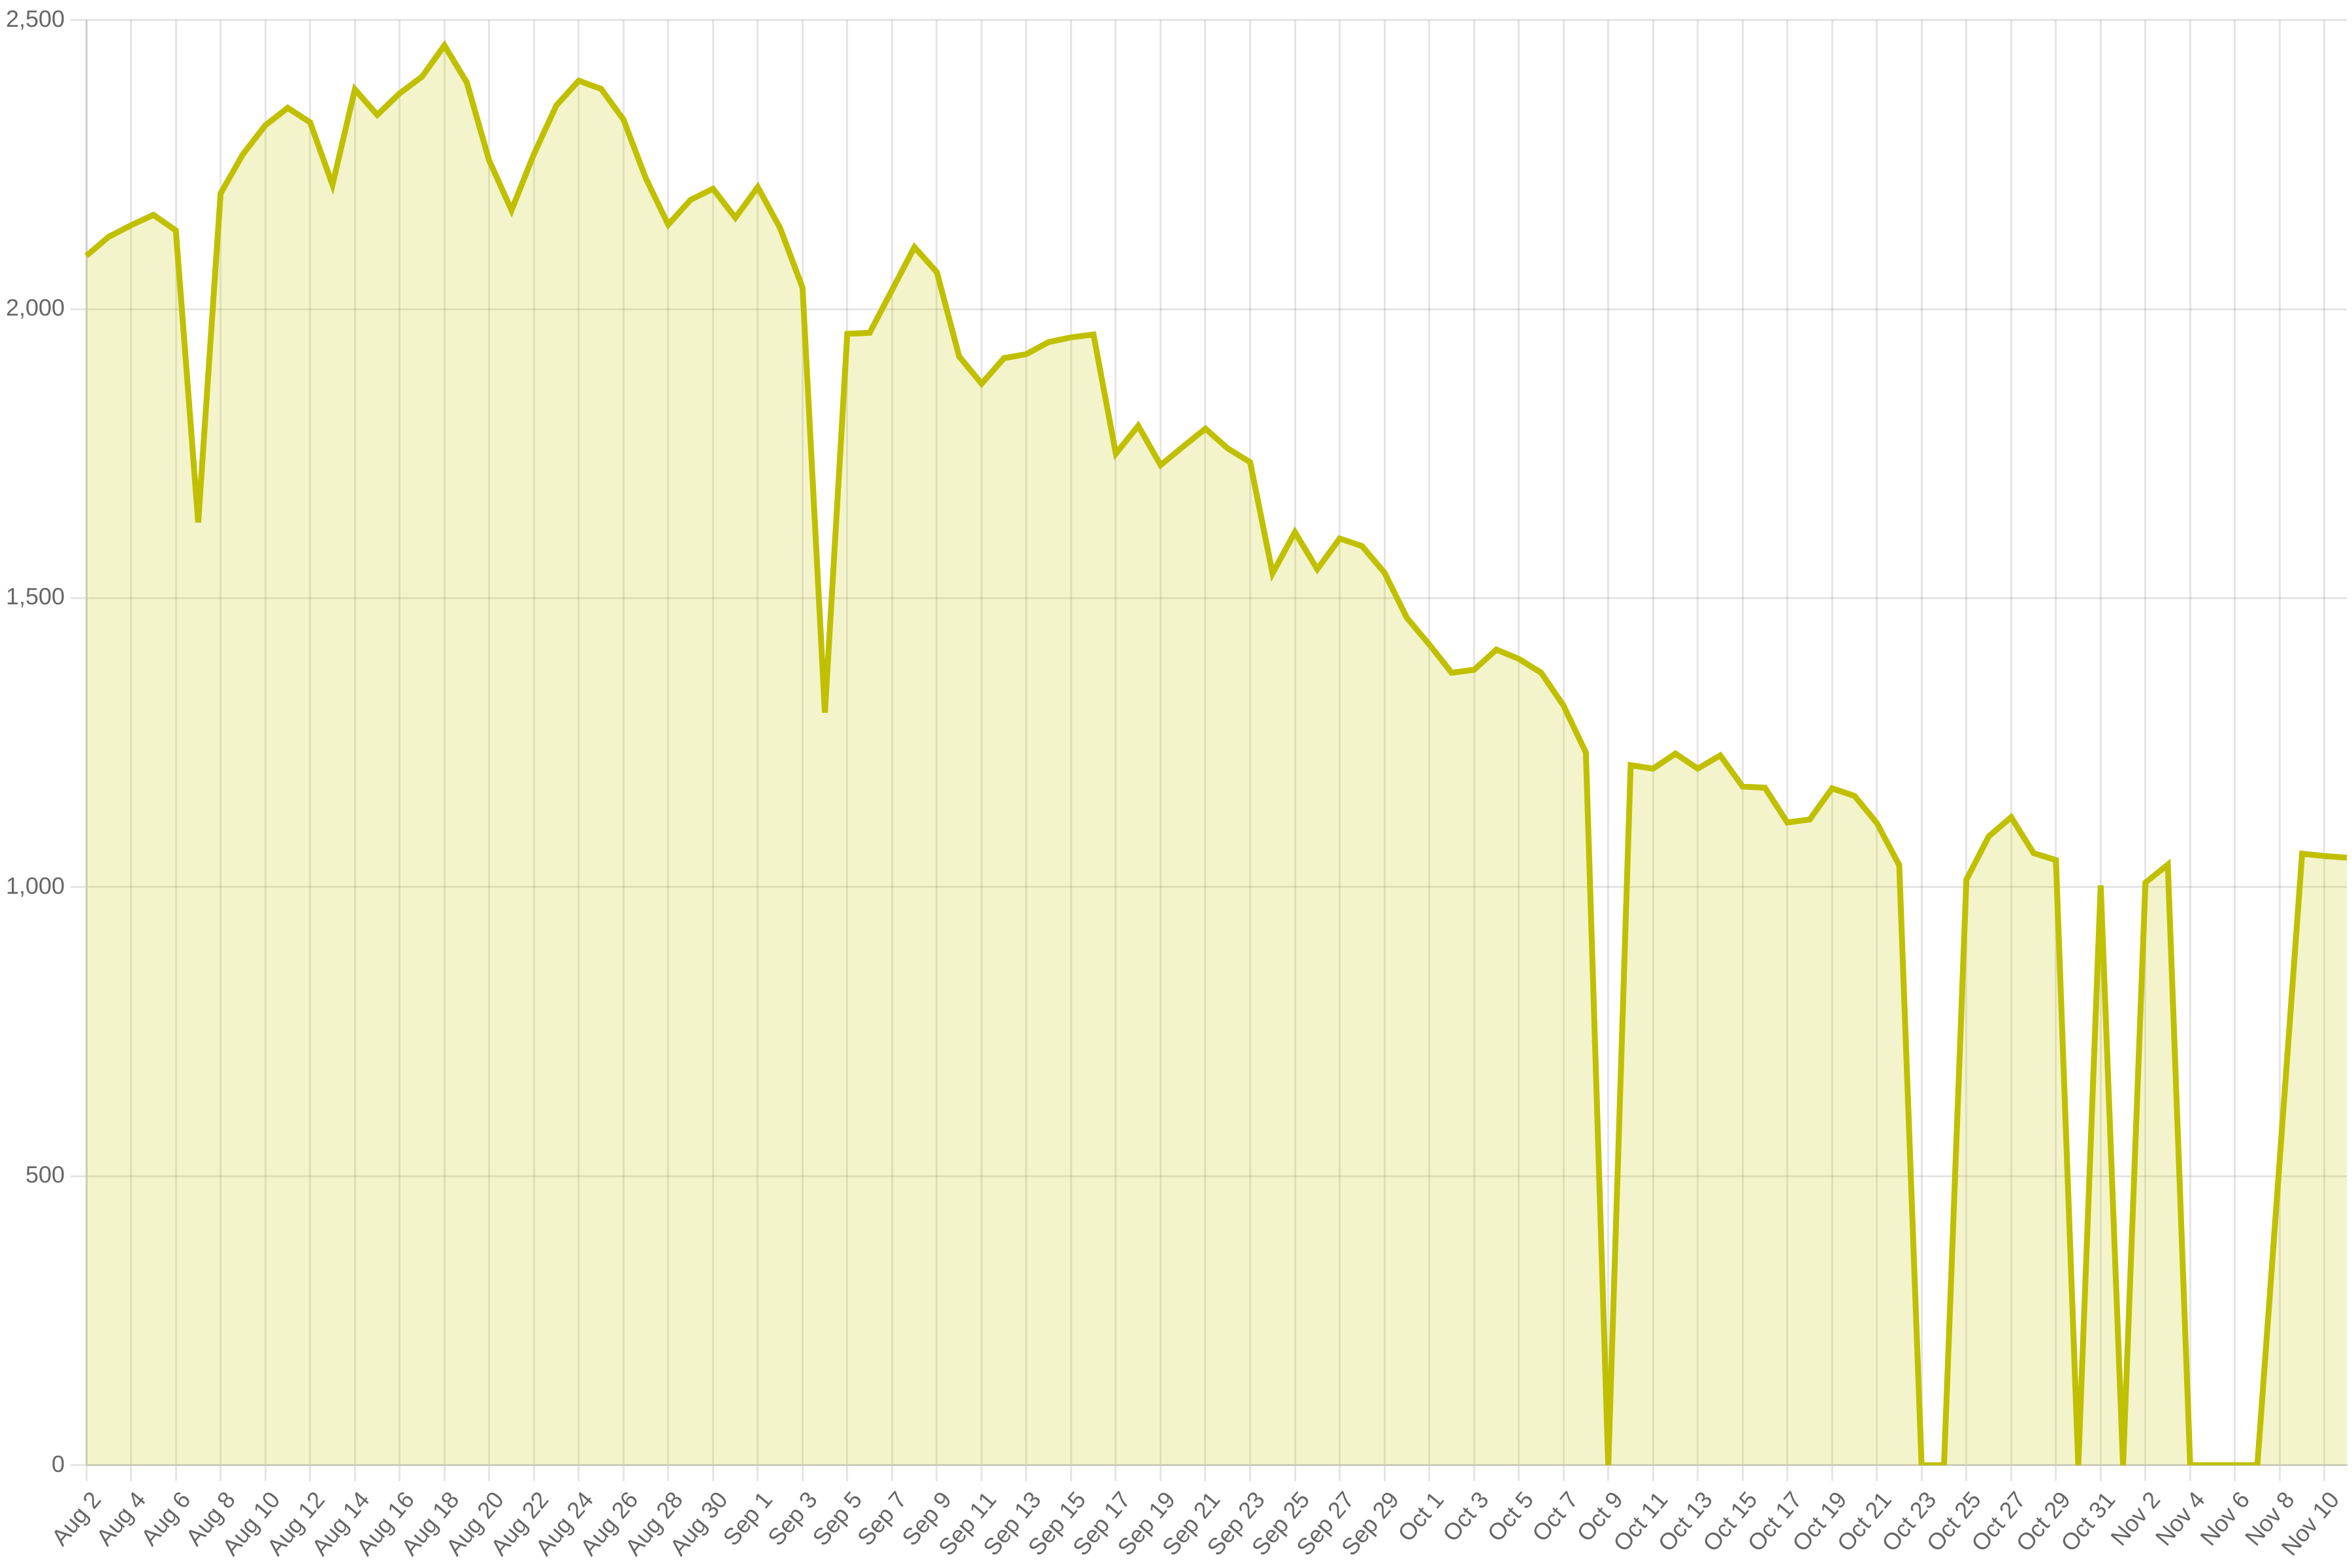 2,500
2,000
1,500
1,000
500
0
Aug 2
Aug 4
Aug 6
Aug 8
Aug 10
Aug 12
Aug 14
Aug 16
Aug 18
Aug 20
Aug 22
Aug 24
Aug 26
Aug 28
Aug 30
Sep 1
Sep 3
Sep 5
Sep 7
Sep 9
Sep 11
Sep 13
Sep 15
Sep 17
Sep 19
Sep 21
Sep 23
Sep 25
Sep 27
Sep 29
Oct 1
Oct 3
Oct 5
Oct 7
Oct 9
Oct 11
Oct 13
Oct 15
Oct 17
Oct 19
Oct 21
Oct 23
Oct 25
Oct 27
Oct 29
Oct 31
Nov 2
Nov 4
Nov 6
Nov 8
Nov 10